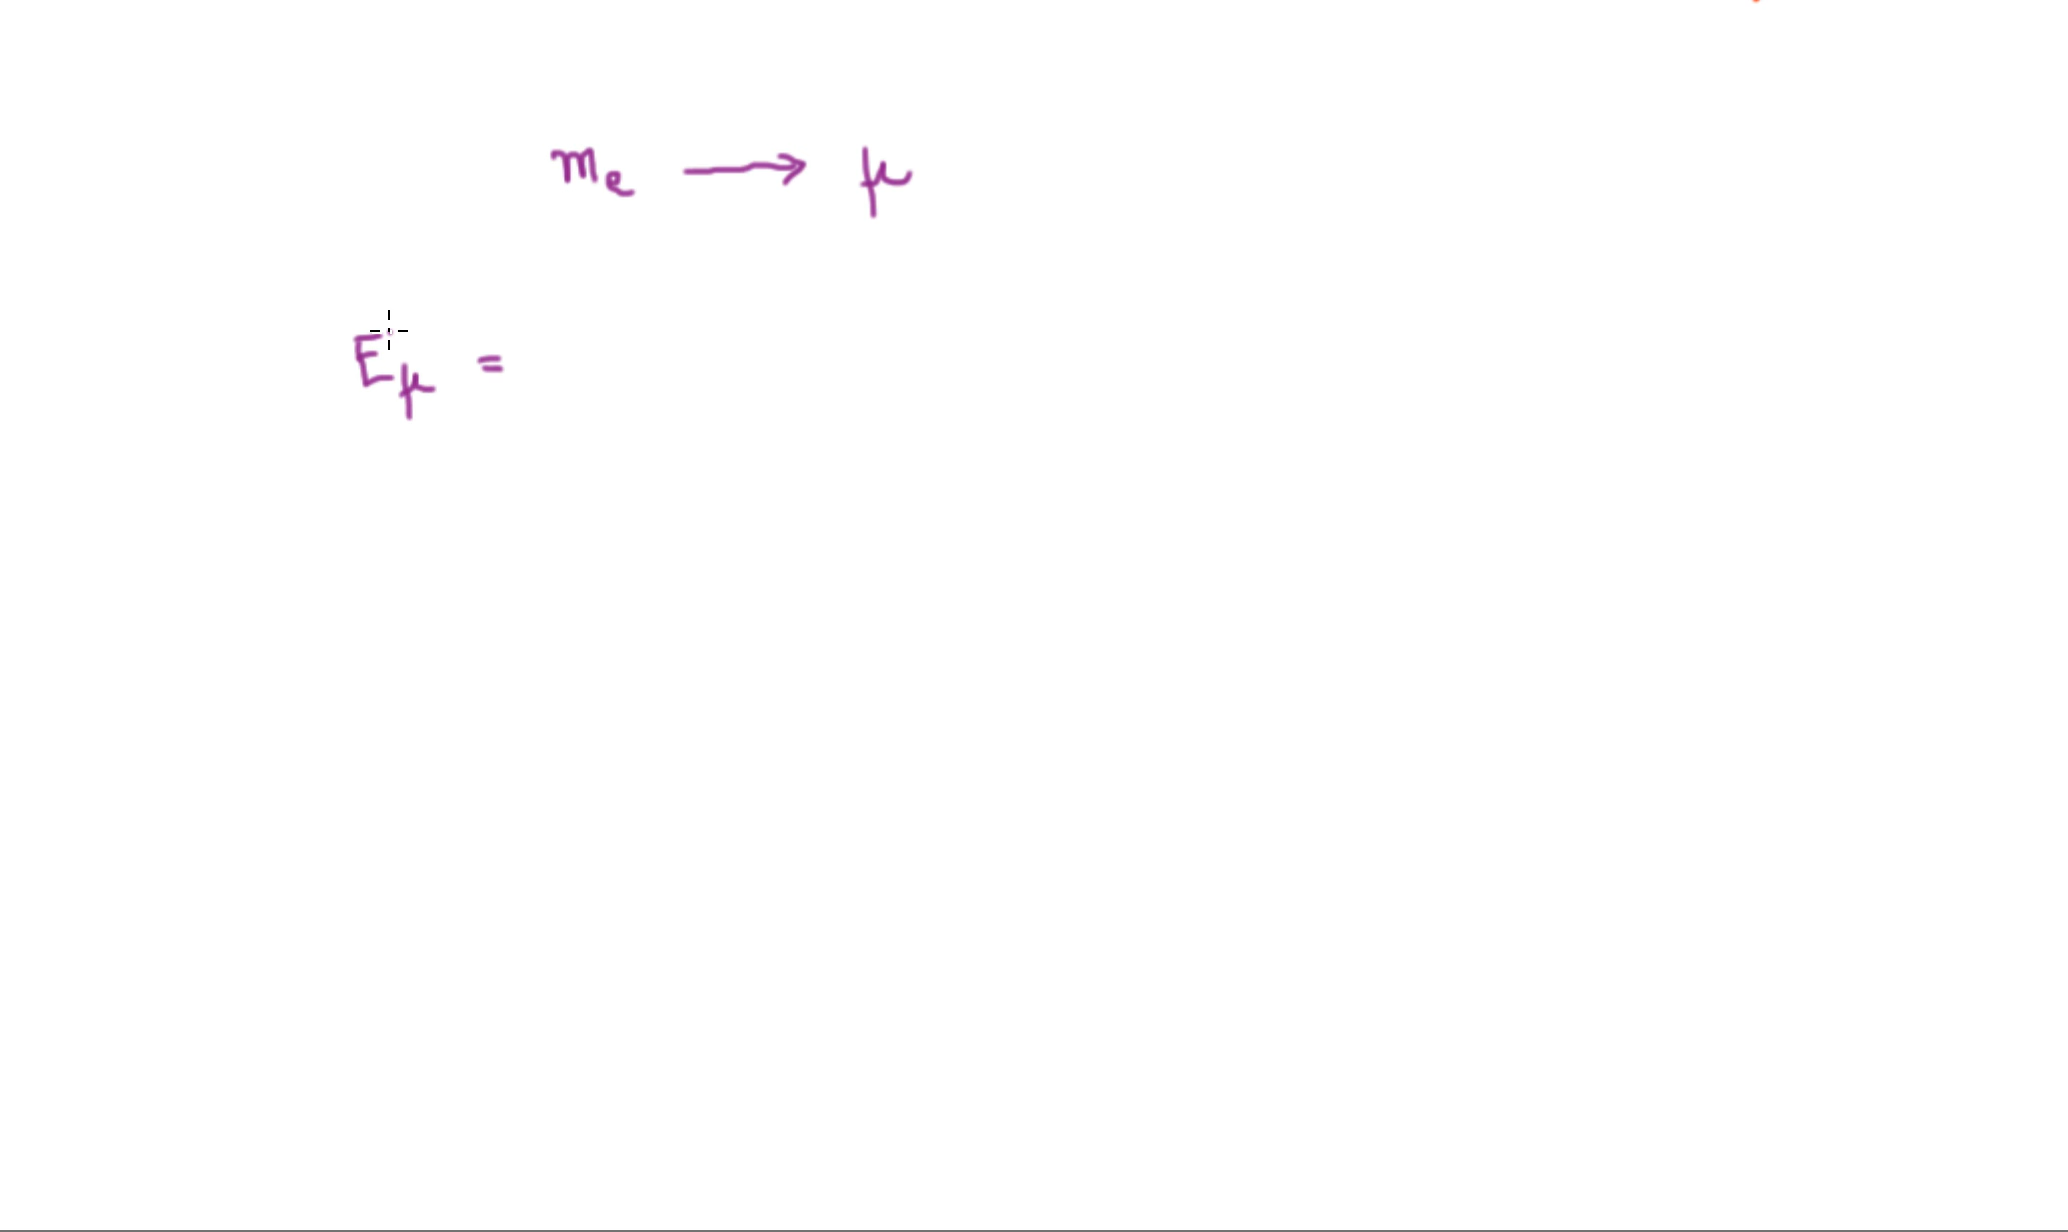 mₑ → μ
E_μ =